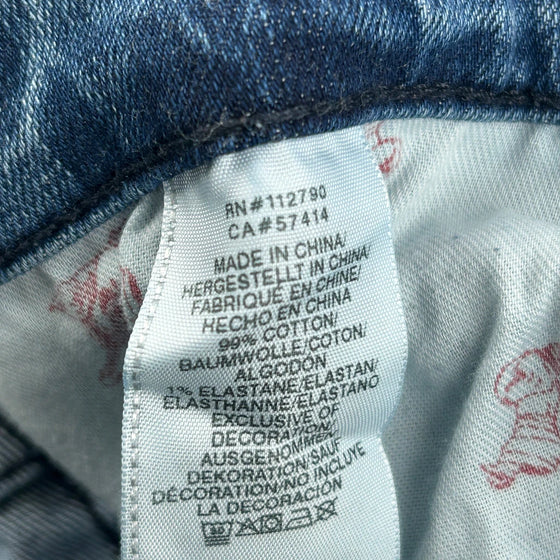 RN#112790
CA#57414
MADE IN CHINA/
HERGESTELLT IN CHINA/
FABRIQUÉ EN CHINE/
HECHO EN CHINA
99% COTTON/
BAUMWOLLE/COTON/
ALGODON
1% ELASTANE/ELASTAN/
ELASTHANNE/ELASTANO
EXCLUSIVE OF
DECORATION/
AUSGENOMMEN
DEKORATION/SAUF
DÉCORATION/NO INCLUYE
LA DECORACIÓN